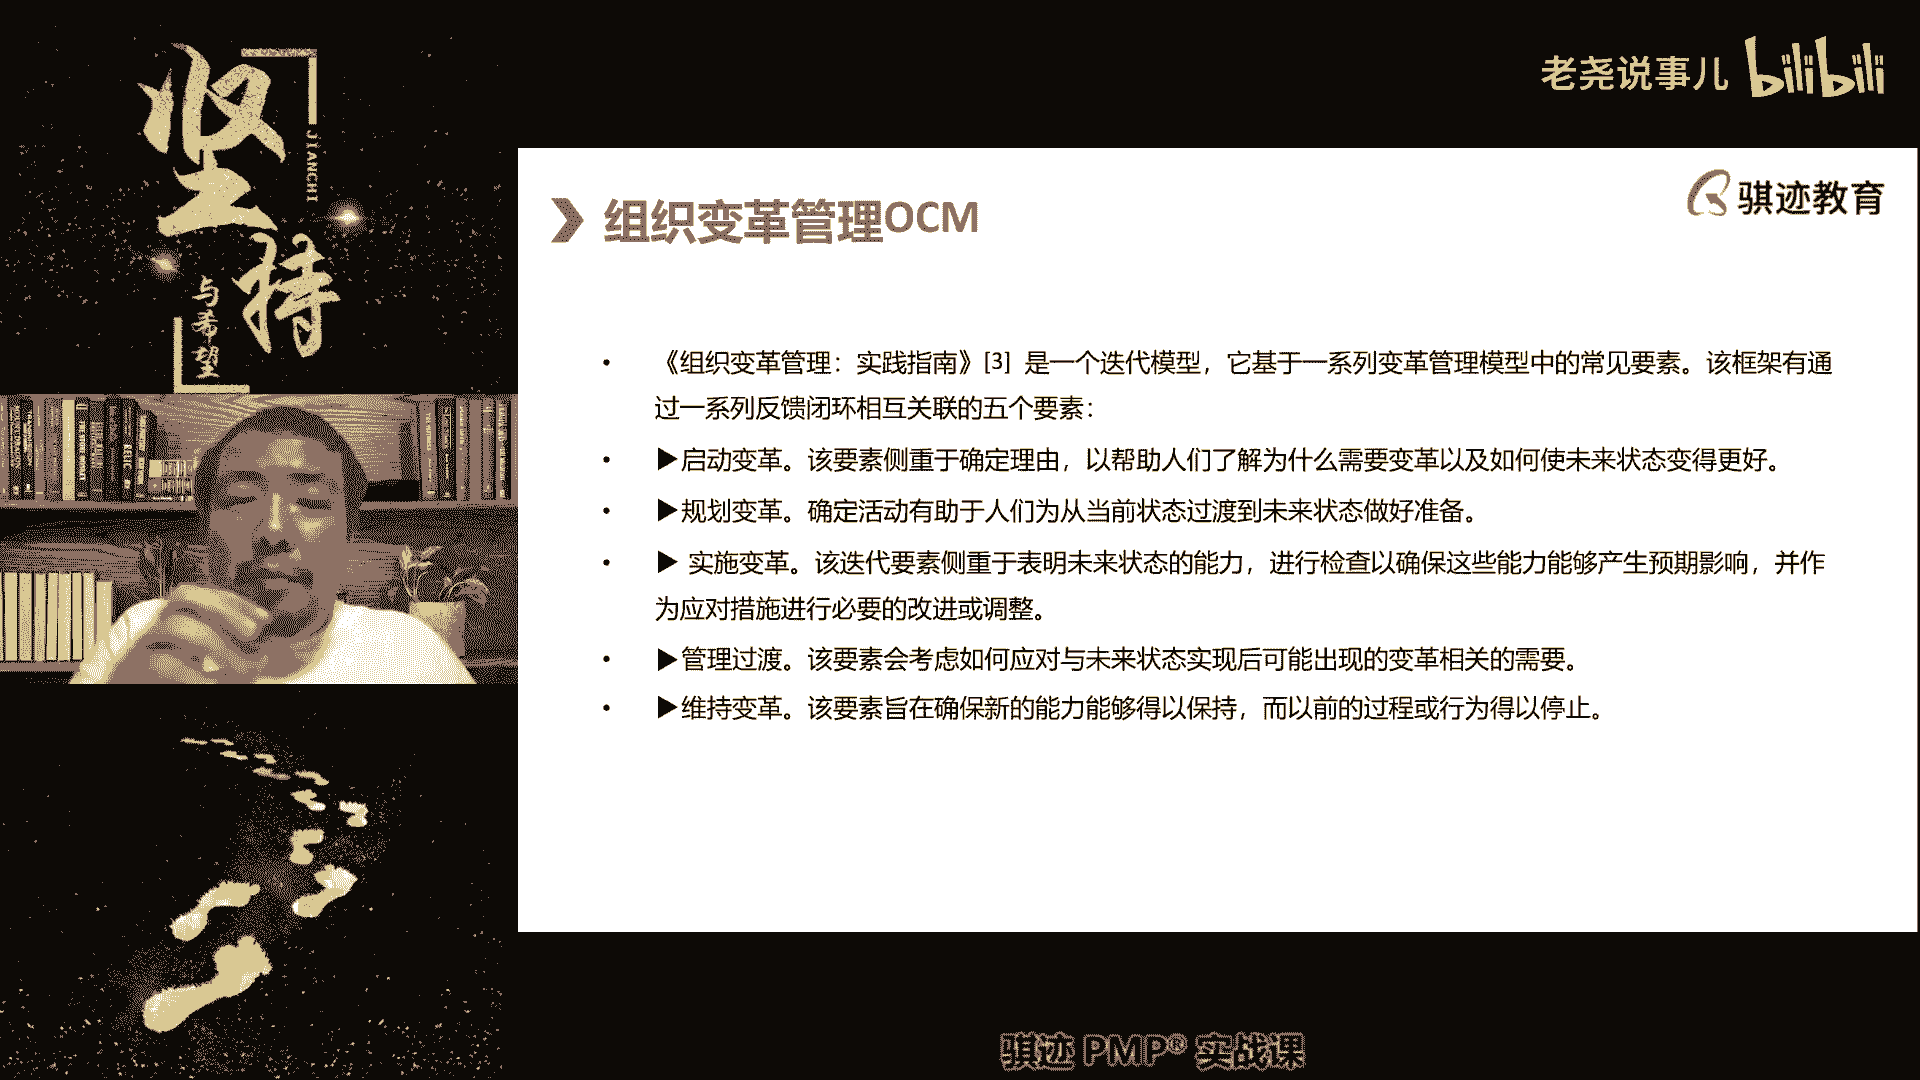 坚持
JIANCHI
与希望
老尧说事儿 bilibili
骐迹教育
组织变革管理OCM
• 《组织变革管理：实践指南》[3] 是一个迭代模型，它基于一系列变革管理模型中的常见要素。该框架有通
过一系列反馈闭环相互关联的五个要素：
• ▶启动变革。该要素侧重于确定理由，以帮助人们了解为什么需要变革以及如何使未来状态变得更好。
• ▶规划变革。确定活动有助于人们为从当前状态过渡到未来状态做好准备。
• ▶ 实施变革。该迭代要素侧重于表明未来状态的能力，进行检查以确保这些能力能够产生预期影响，并作
为应对措施进行必要的改进或调整。
• ▶管理过渡。该要素会考虑如何应对与未来状态实现后可能出现的变革相关的需要。
• ▶维持变革。该要素旨在确保新的能力能够得以保持，而以前的过程或行为得以停止。
骐迹 PMP® 实战课